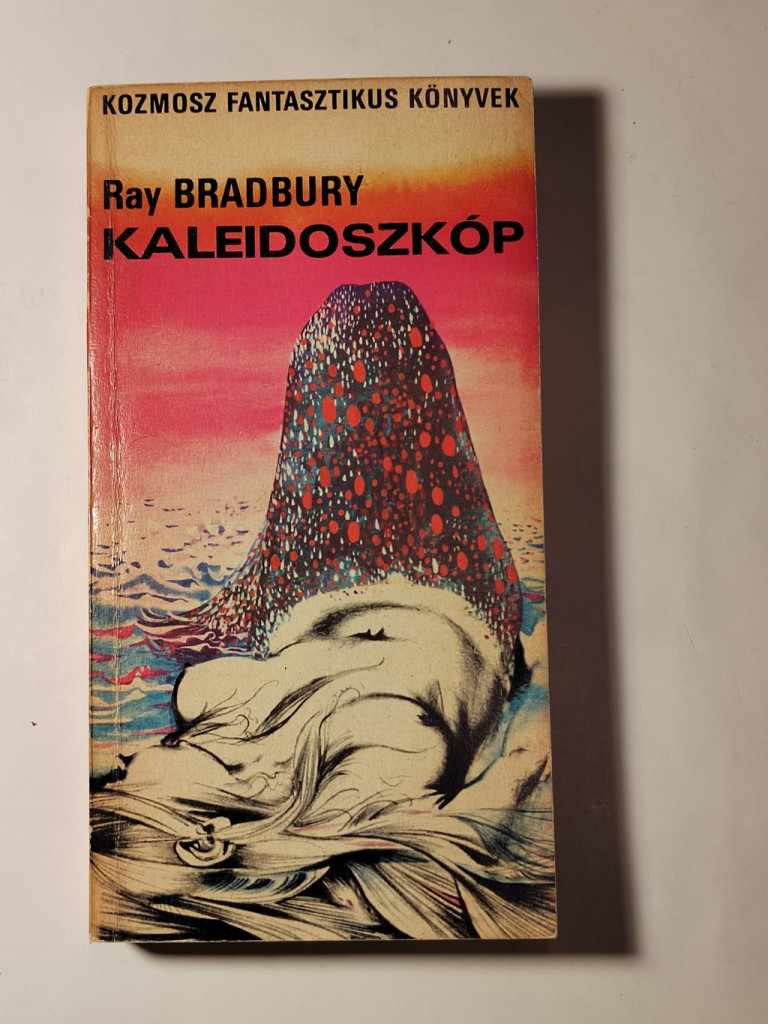 KOZMOSZ FANTASZTIKUS KÖNYVEK
Ray BRADBURY
KALEIDOSZKÓP